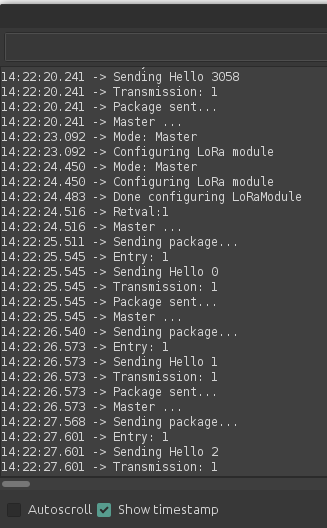 14:22:20.241 -> Sending Hello 3058
14:22:20.241 -> Transmission: 1
14:22:20.241 -> Package sent...
14:22:20.241 -> Master ...
14:22:23.092 -> Mode: Master
14:22:23.092 -> Configuring LoRa module
14:22:24.450 -> Mode: Master
14:22:24.450 -> Configuring LoRa module
14:22:24.483 -> Done configuring LoRaModule
14:22:24.516 -> Retval:1
14:22:24.516 -> Master ...
14:22:25.511 -> Sending package...
14:22:25.545 -> Entry: 1
14:22:25.545 -> Sending Hello 0
14:22:25.545 -> Transmission: 1
14:22:25.545 -> Package sent...
14:22:25.545 -> Master ...
14:22:26.540 -> Sending package...
14:22:26.573 -> Entry: 1
14:22:26.573 -> Sending Hello 1
14:22:26.573 -> Transmission: 1
14:22:26.573 -> Package sent...
14:22:26.573 -> Master ...
14:22:27.568 -> Sending package...
14:22:27.601 -> Entry: 1
14:22:27.601 -> Sending Hello 2
14:22:27.601 -> Transmission: 1
Autoscroll Show timestamp